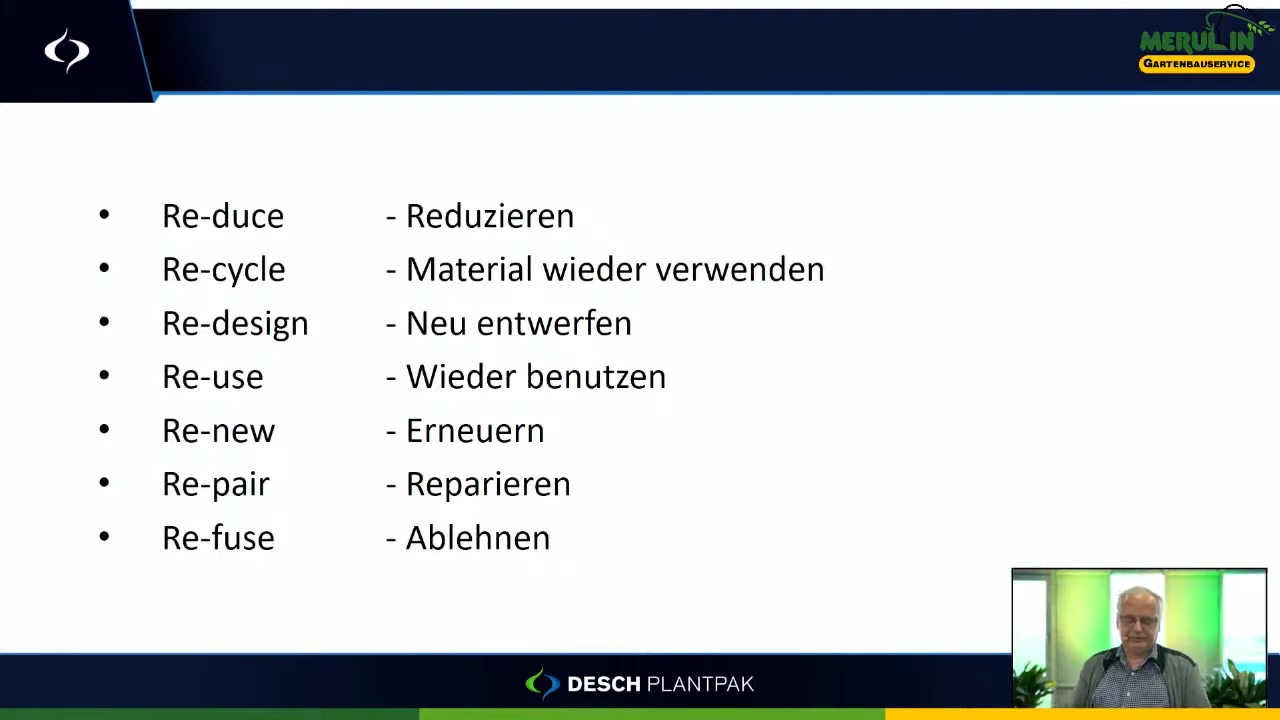 MERULIN
GARTENBAUSERVICE
• Re-duce - Reduzieren
• Re-cycle - Material wieder verwenden
• Re-design - Neu entwerfen
• Re-use - Wieder benutzen
• Re-new - Erneuern
• Re-pair - Reparieren
• Re-fuse - Ablehnen
DESCH PLANTPAK